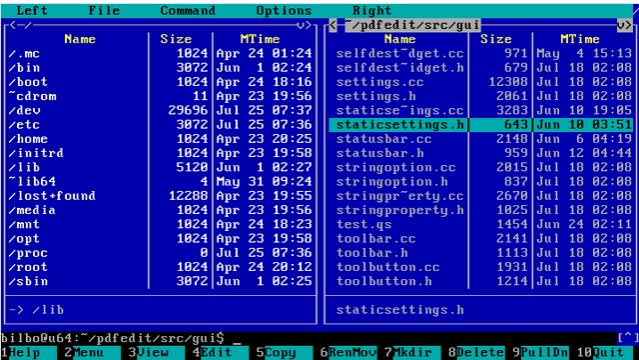 Left File Command Options Right
<─/ v> < ~/pdfedit/src/gui v>
Name Size MTime Name Size MTime
/.mc 1024 Apr 24 01:24 selfdest~dget.cc 971 May 4 15:13
/bin 3072 Jun 1 02:24 selfdest~idget.h 679 Jul 18 02:08
/boot 1024 Apr 24 18:16 settings.cc 12308 Jul 18 02:08
~cdrom 11 Apr 23 19:56 settings.h 2061 Jul 18 02:08
/dev 29696 Jul 25 07:37 staticse~ings.cc 3283 Jun 10 19:05
/etc 3072 Jul 25 07:36 staticsettings.h 643 Jun 10 03:51
/home 1024 Apr 23 20:25 statusbar.cc 2148 Jun 6 04:19
/initrd 1024 Apr 23 19:58 statusbar.h 959 Jun 12 04:44
/lib 5120 Jun 1 02:27 stringoption.cc 2015 Jul 18 02:08
~lib64 4 May 31 09:24 stringoption.h 837 Jul 18 02:08
/lost+found 12288 Apr 23 19:55 stringpr~erty.cc 2670 Jul 18 02:08
/media 1024 Apr 23 19:58 stringproperty.h 1025 Jul 18 02:08
/mnt 1024 Apr 24 18:23 test.qs 1454 Jun 24 02:11
/opt 1024 Apr 23 19:58 toolbar.cc 2141 Jul 18 02:08
/proc 0 Jul 25 07:36 toolbar.h 1113 Jul 18 02:08
/root 1024 Apr 24 20:12 toolbutton.cc 1931 Jul 18 02:08
/sbin 3072 Jun 1 02:25 toolbutton.h 1214 Jul 18 02:08
-> /lib staticsettings.h
bilbo@u64:~/pdfedit/src/gui$ _ [^]
1Help 2Menu 3View 4Edit 5Copy 6RenMov 7Mkdir 8Delete 9PullDn 10Quit